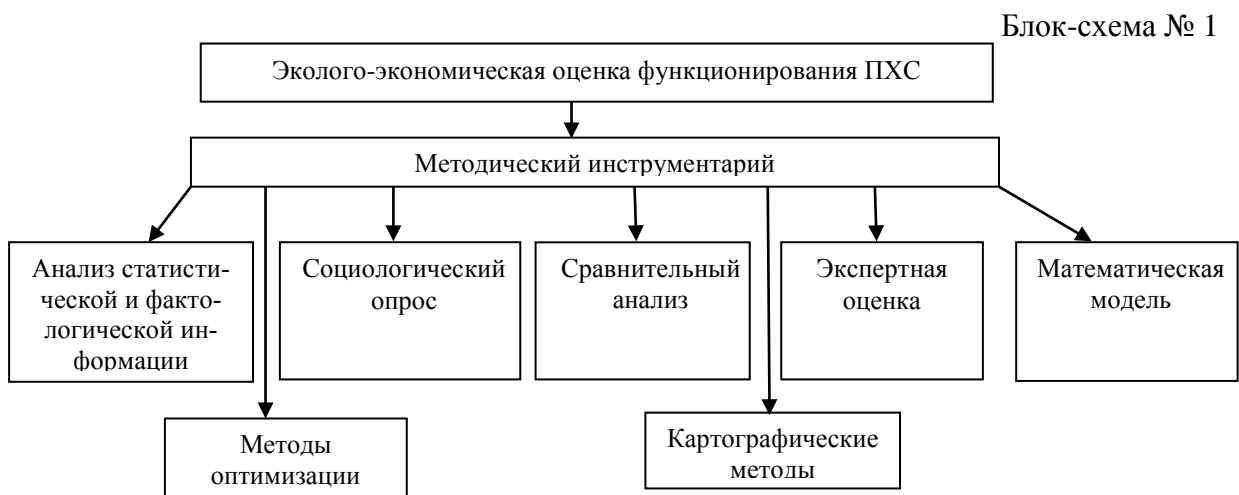 Блок-схема № 1
Эколого-экономическая оценка функционирования ПХС
Методический инструментарий
Анализ статисти-
ческой и факто-
логической ин-
формации
Социологический
опрос
Сравнительный
анализ
Экспертная
оценка
Математическая
модель
Методы
оптимизации
Картографические
методы